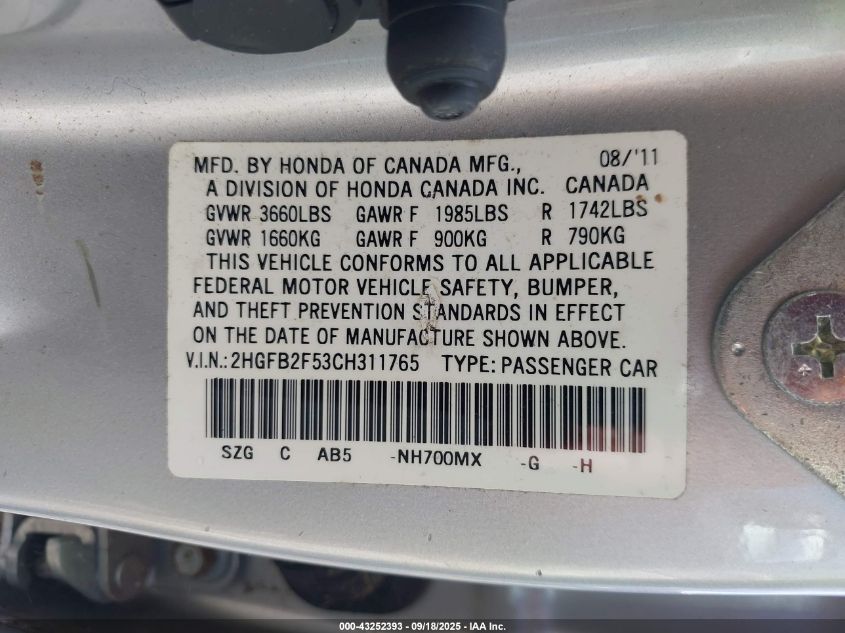 MFD. BY HONDA OF CANADA MFG., 08/'11
A DIVISION OF HONDA CANADA INC. CANADA
GVWR 3660LBS GAWR F 1985LBS R 1742LBS
GVWR 1660KG GAWR F 900KG R 790KG
THIS VEHICLE CONFORMS TO ALL APPLICABLE
FEDERAL MOTOR VEHICLE SAFETY, BUMPER,
AND THEFT PREVENTION STANDARDS IN EFFECT
ON THE DATE OF MANUFACTURE SHOWN ABOVE.
V.I.N.: 2HGFB2F53CH311765 TYPE: PASSENGER CAR
SZG C AB5 -NH700MX -G -H
000-43252393 - 09/18/2025 - IAA Inc.